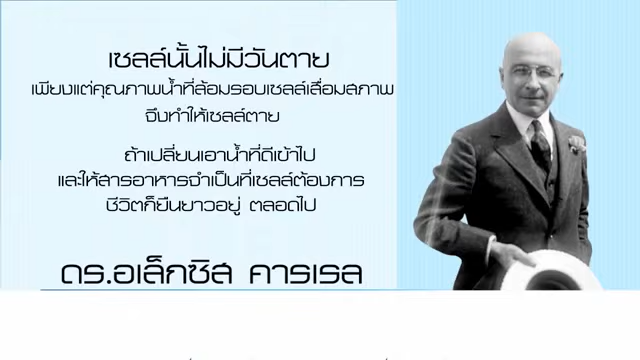 เซลล์นั้นไม่มีวันตาย
เพียงแต่คุณภาพน้ำที่ล้อมรอบเซลล์เสื่อมสภาพ
จึงทำให้เซลล์ตาย
ถ้าเปลี่ยนเอาน้ำที่ดีเข้าไป
และให้สารอาหารจำเป็นที่เซลล์ต้องการ
ชีวิตก็ยืนยาวอยู่ ตลอดไป
ดร.อเล็กซิส คารเรล